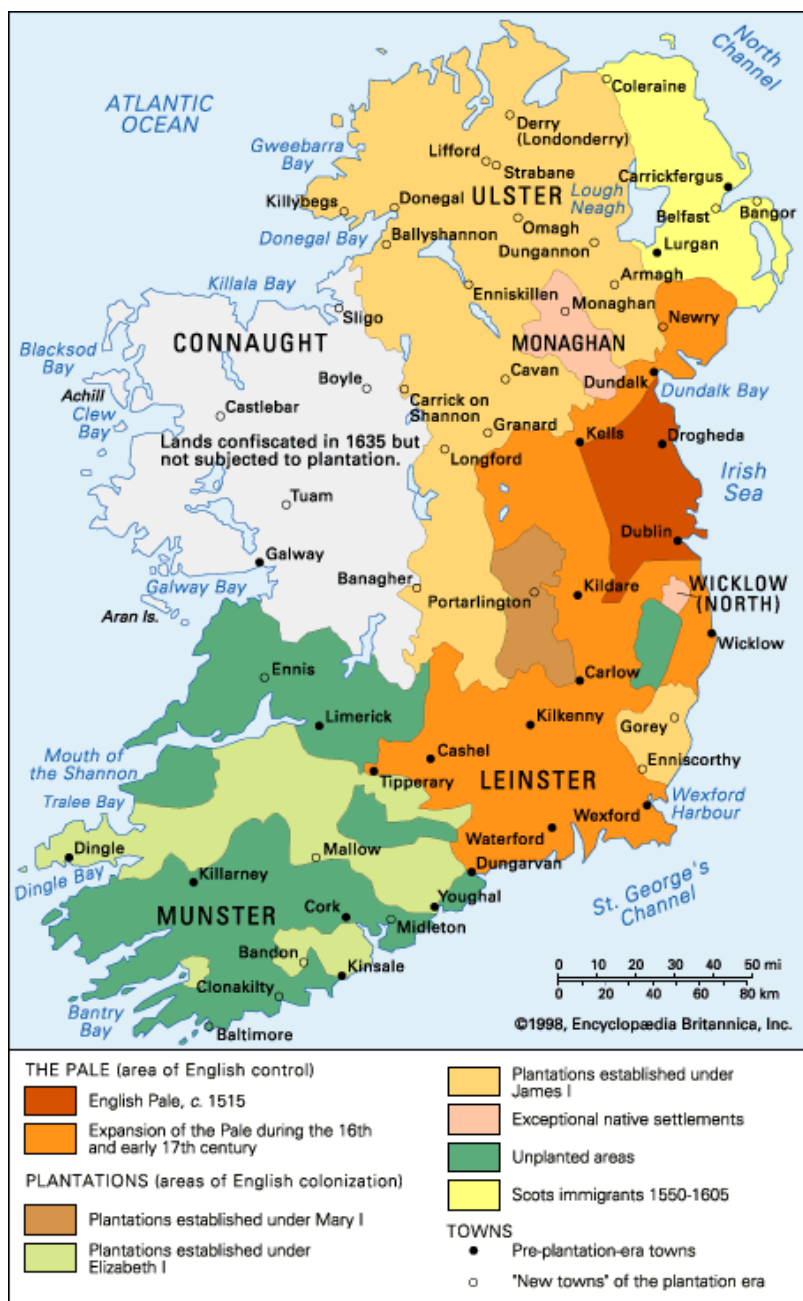 North
Channel
ATLANTIC
OCEAN
Coleraine
Derry
(Londonderry)
Gweebarra
Bay
Lifford
Strabane
Carrickfergus
ULSTER
Lough
Neagh
Killybegs
Donegal
Belfast
Bangor
Omagh
Donegal Bay
Ballyshannon
Dungannon
Lurgan
Killala Bay
Armagh
Enniskillen
Monaghan
Sligo
Newry
CONNAUGHT
MONAGHAN
Blacksod
Bay
Boyle
Cavan
Dundalk
Dundalk Bay
Achill
Clew
Bay
Castlebar
Carrick on
Shannon
Granard
Lands confiscated in 1635 but
not subjected to plantation.
Kells
Drogheda
Longford
Irish
Sea
Tuam
Dublin
Galway
Galway Bay
Banagher
Kildare
WICKLOW
(NORTH)
Portarlington
Aran Is.
Wicklow
Ennis
Carlow
Limerick
Kilkenny
Gorey
Mouth of
the Shannon
Cashel
Enniscorthy
Tipperary
LEINSTER
Tralee Bay
Wexford
Wexford
Harbour
Waterford
Dingle
Mallow
Dingle Bay
Dungarvan
Killarney
St. George's
Channel
MUNSTER
Cork
Youghal
Midleton
Bandon
Kinsale
Clonakilty
Bantry
Bay
Baltimore
0 10 20 30 40 50 mi
0 20 40 60 80 km
©1998, Encyclopædia Britannica, Inc.
THE PALE (area of English control)
English Pale, c. 1515
Expansion of the Pale during the 16th
and early 17th century
PLANTATIONS (areas of English colonization)
Plantations established under Mary I
Plantations established under
Elizabeth I
Plantations established under
James I
Exceptional native settlements
Unplanted areas
Scots immigrants 1550-1605
TOWNS
Pre-plantation-era towns
"New towns" of the plantation era